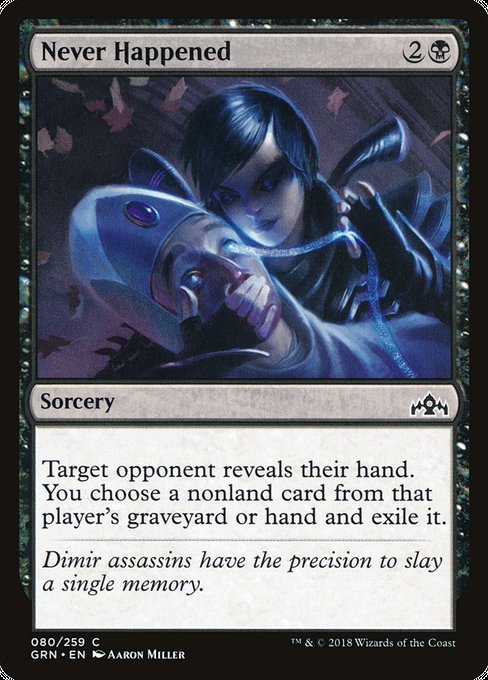 Never Happened 2
Sorcery
Target opponent reveals their hand.
You choose a nonland card from that
player's graveyard or hand and exile it.
Dimir assassins have the precision to slay
a single memory.
080/259 C
GRN • EN Aaron Miller
™ & © 2018 Wizards of the Coast